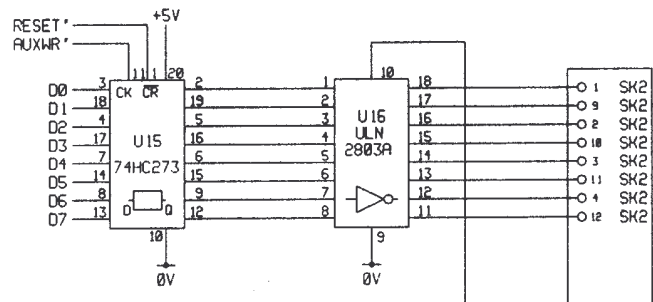 +5V
RESET'
AUXWR'
11 1 20 10
D0 3 CK CR 2 1 18 1 SK2
D1 18 19 2 17 9 SK2
D2 4 5 3 U16 16 2 SK2
D3 17 U15 16 4 ULN 15 10 SK2
D4 7 74HC273 6 5 2803A 14 3 SK2
D5 14 15 6 13 11 SK2
D6 8 D Q 9 7 12 4 SK2
D7 13 12 8 11 12 SK2
10 9
0V 0V